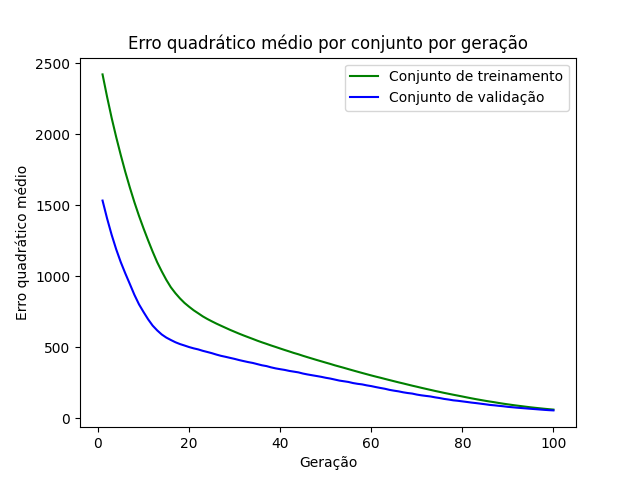 Erro quadrático médio por conjunto por geração
Conjunto de treinamento
Conjunto de validação
Erro quadrático médio
2500
2000
1500
1000
500
0
0 20 40 60 80 100
Geração